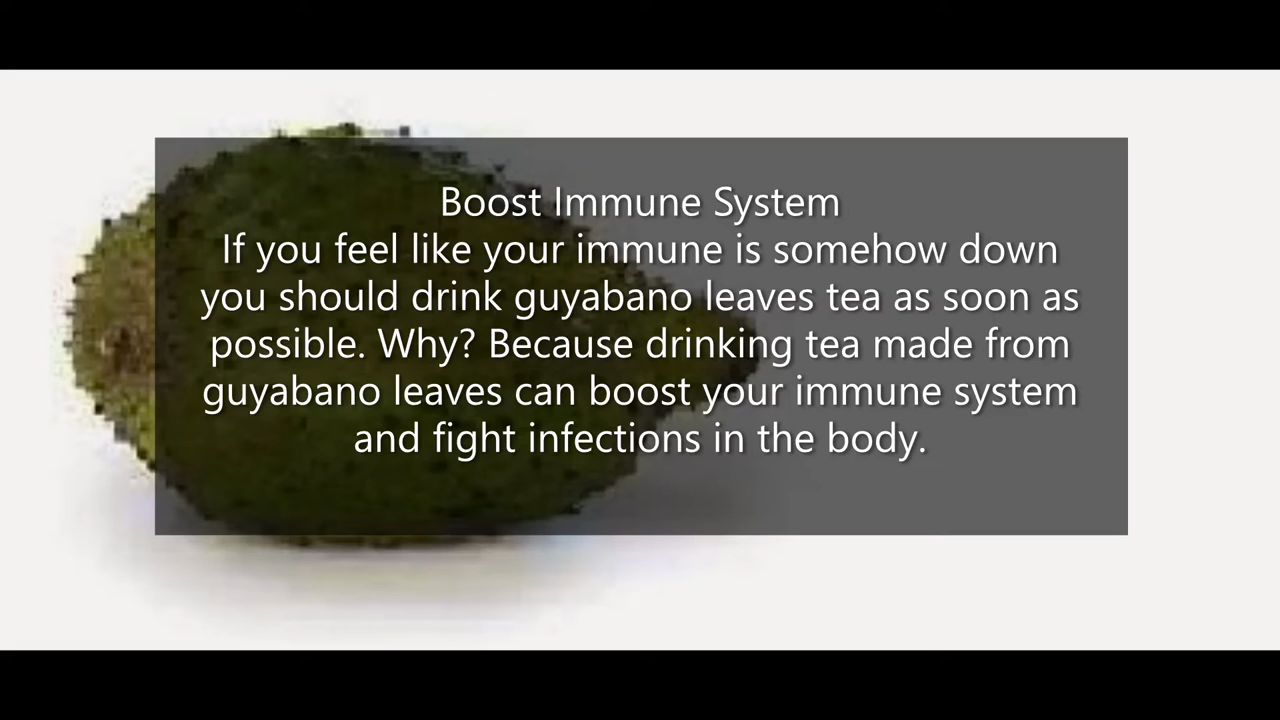 Boost Immune System
If you feel like your immune is somehow down
you should drink guyabano leaves tea as soon as
possible. Why? Because drinking tea made from
guyabano leaves can boost your immune system
and fight infections in the body.